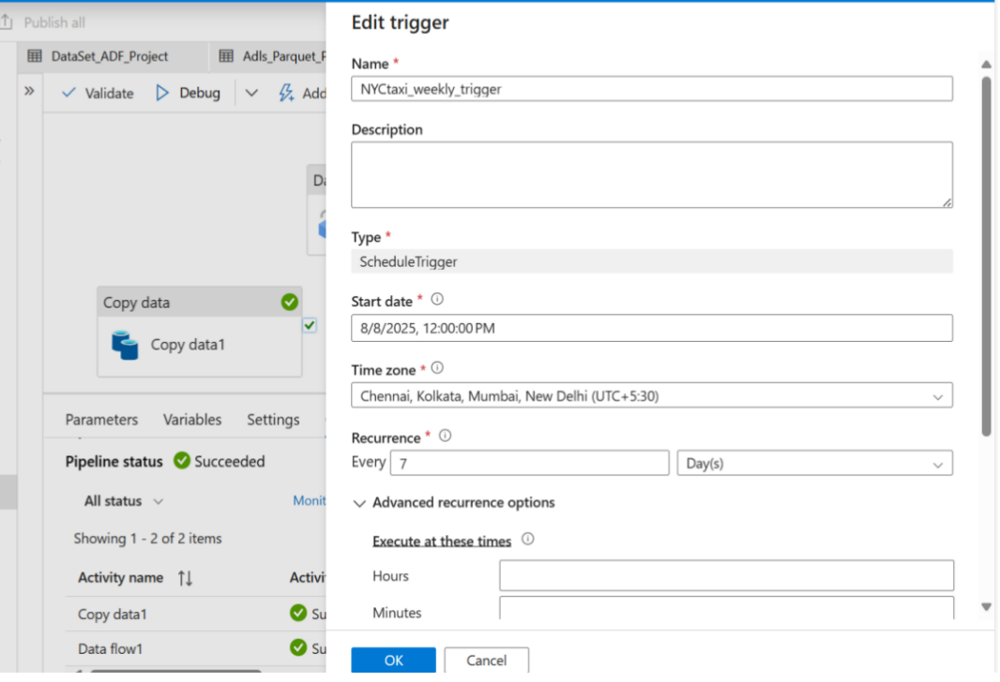 Publish all
DataSet_ADF_Project
Adls_Parquet_
Validate
Debug
Add
Copy data
Copy data1
Parameters
Variables
Settings
Pipeline status
Succeeded
All status
Monit
Showing 1 - 2 of 2 items
Activity name
Activi
Copy data1
Su
Data flow1
Su
Edit trigger
Name *
NYCtaxi_weekly_trigger
Description
Type *
ScheduleTrigger
Start date *
8/8/2025, 12:00:00 PM
Time zone *
Chennai, Kolkata, Mumbai, New Delhi (UTC+5:30)
Recurrence *
Every 7 Day(s)
Advanced recurrence options
Execute at these times
Hours
Minutes
OK
Cancel